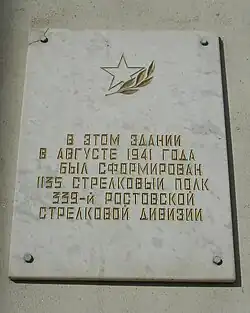 В ЭТОМ ЗДАНИИ
В АВГУСТЕ 1941 ГОДА
БЫЛ СФОРМИРОВАН
1135 СТРЕЛКОВЫЙ ПОЛК
339-й РОСТОВСКОЙ
СТРЕЛКОВОЙ ДИВИЗИИ